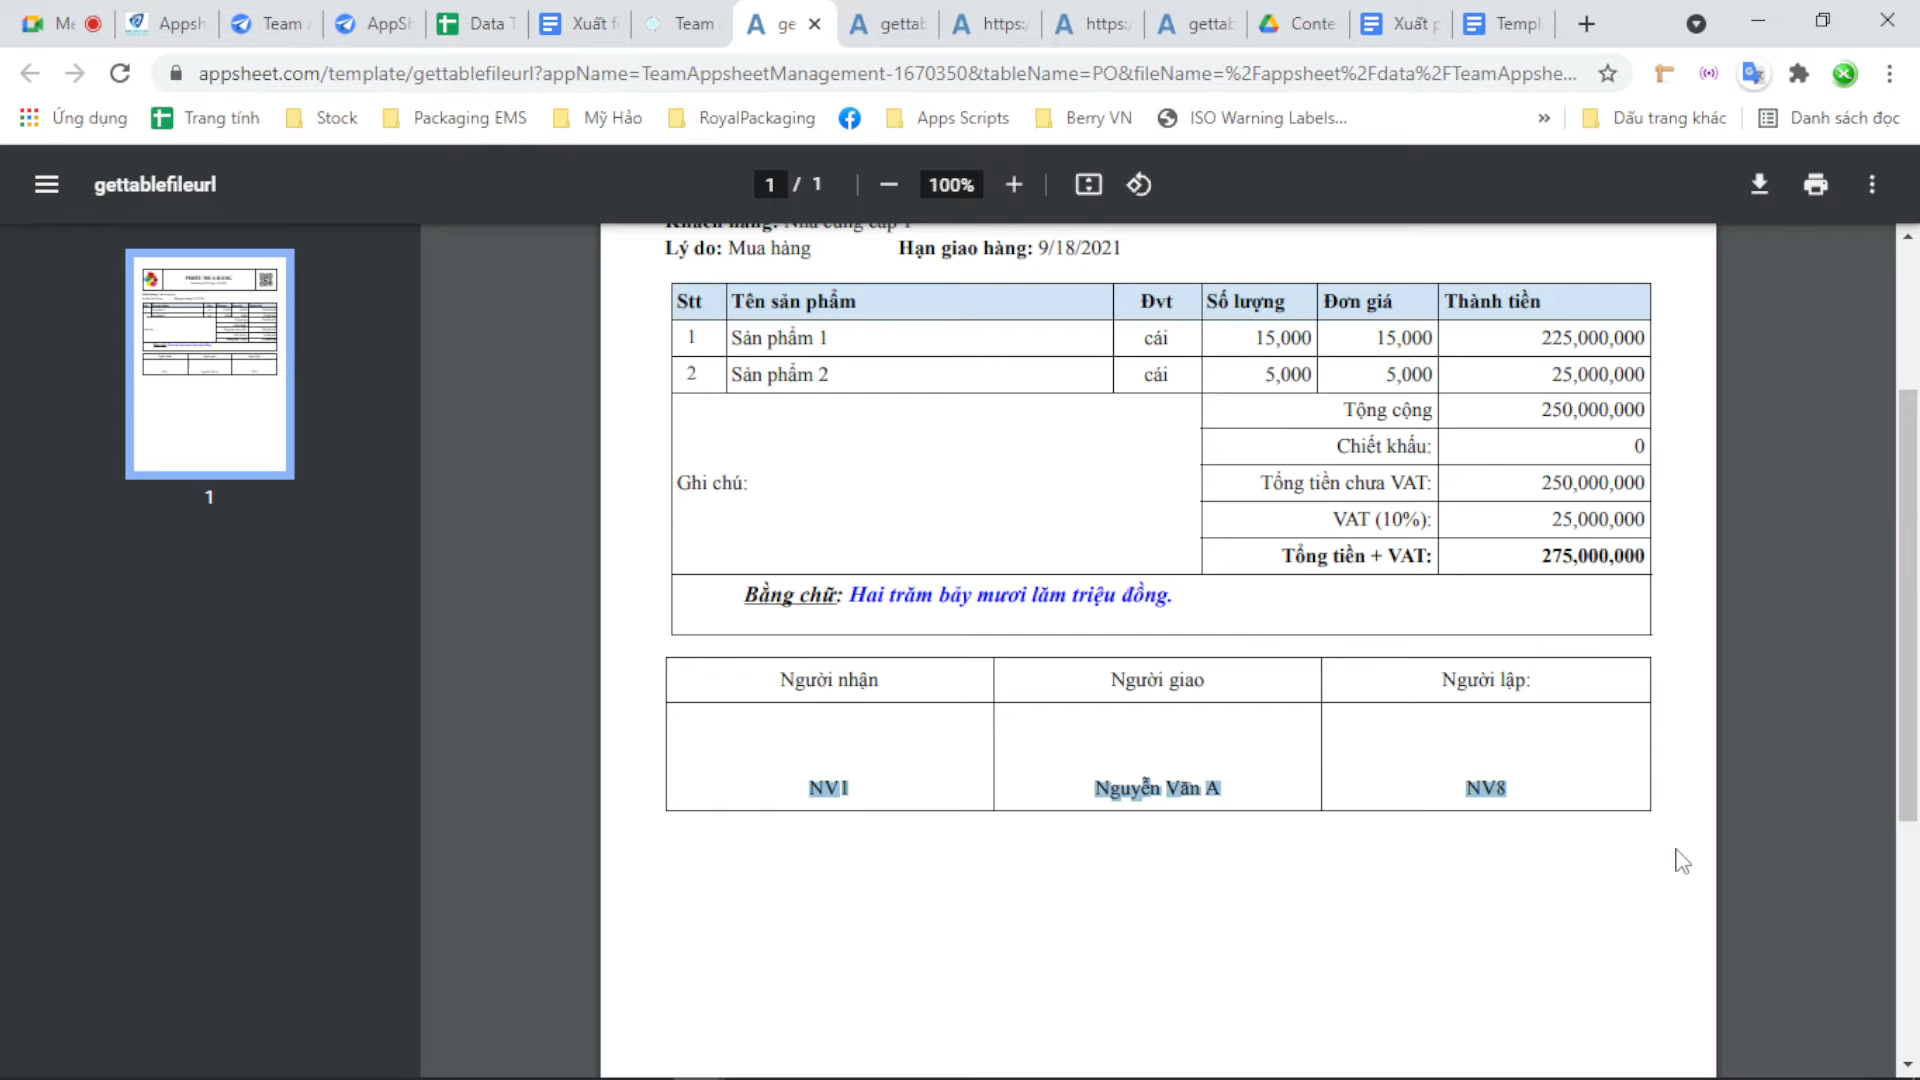 Me
Appsh
Team
AppSh
Data T
Xuất fi
Team
ge
gettab
https:/
https:/
gettab
Conte
Xuất p
Templ
appsheet.com/template/gettablefileurl?appName=TeamAppsheetManagement-1670350&tableName=PO&fileName=%2Fappsheet%2Fdata%2FTeamAppshe...
Ứng dụng
Trang tính
Stock
Packaging EMS
Mỹ Hảo
RoyalPackaging
Apps Scripts
Berry VN
ISO Warning Labels...
»
Dấu trang khác
Danh sách đọc
gettablefileurl
1 / 1
100%
Khách hàng: Nhà cung cấp 1
Lý do: Mua hàng Hạn giao hàng: 9/18/2021
Stt Tên sản phẩm Đvt Số lượng Đơn giá Thành tiền
1 Sản phẩm 1 cái 15,000 15,000 225,000,000
2 Sản phẩm 2 cái 5,000 5,000 25,000,000
Tộng cộng 250,000,000
Chiết khấu: 0
Ghi chú: Tổng tiền chưa VAT: 250,000,000
VAT (10%): 25,000,000
Tổng tiền + VAT: 275,000,000
Bằng chữ: Hai trăm bảy mươi lăm triệu đồng.
Người nhận Người giao Người lập:
NV1 Nguyễn Văn A NV8
1